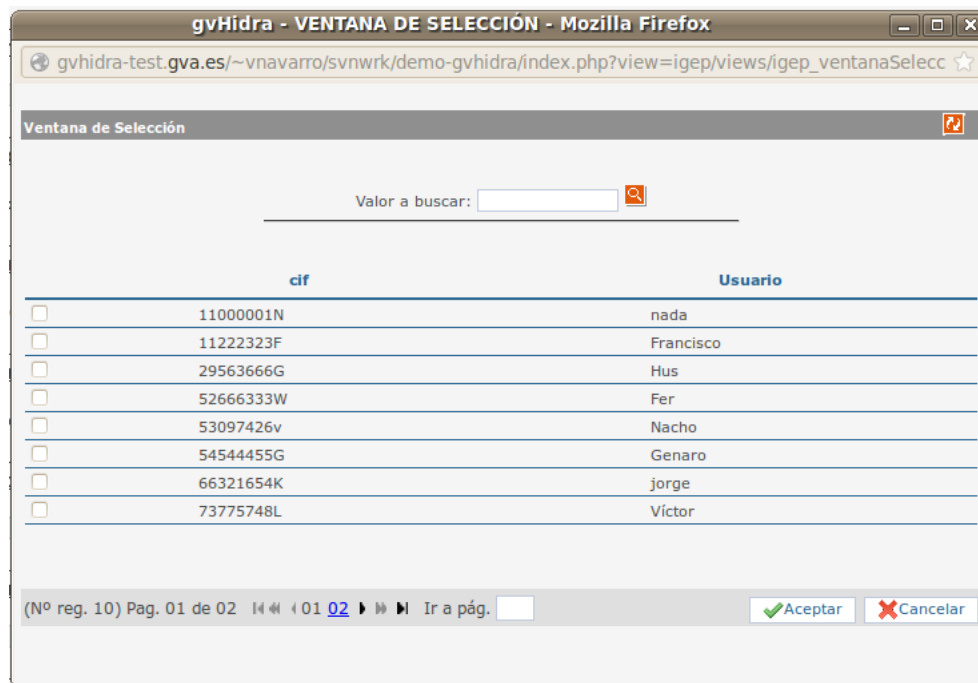 gvHidra - VENTANA DE SELECCIÓN - Mozilla Firefox
gvhidra-test.gva.es/~vnavarro/svnwrk/demo-gvhidra/index.php?view=igep/views/igep_ventanaSelecc
Ventana de Selección
Valor a buscar:
cif Usuario
11000001N nada
11222323F Francisco
29563666G Hus
52666333W Fer
53097426v Nacho
54544455G Genaro
66321654K jorge
73775748L Víctor
(Nº reg. 10) Pag. 01 de 02 01 02 Ir a pág. Aceptar Cancelar